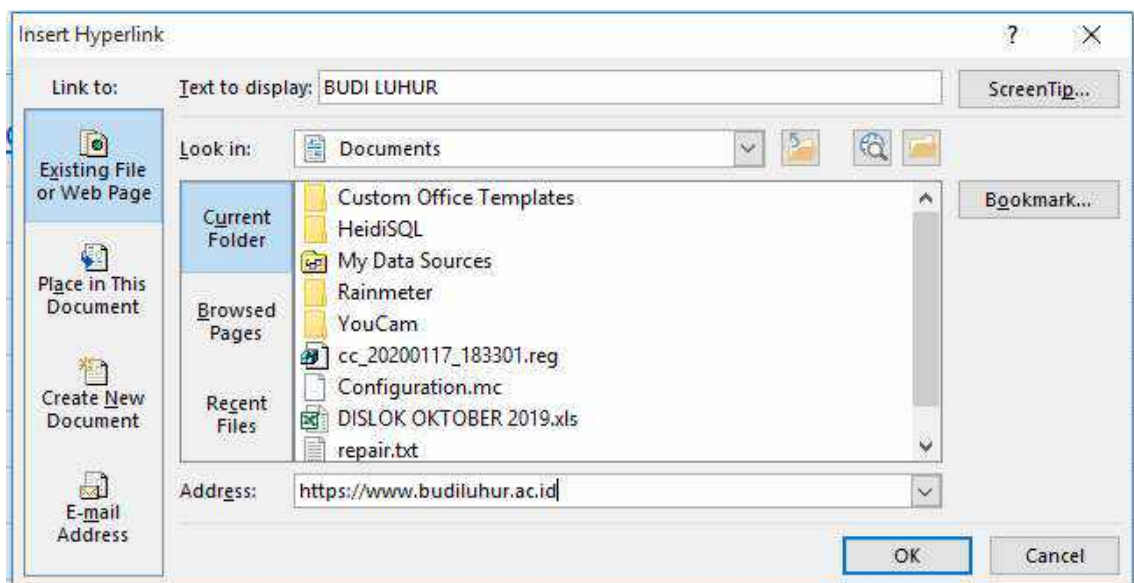 Insert Hyperlink ? X
Link to:
Text to display: BUDI LUHUR
ScreenTip...
Existing File
or Web Page
Place in This
Document
Create New
Document
E-mail
Address
Look in: Documents
Current
Folder
Browsed
Pages
Recent
Files
Custom Office Templates
HeidiSQL
My Data Sources
Rainmeter
YouCam
cc_20200117_183301.reg
Configuration.mc
DISLOK OKTOBER 2019.xls
repair.txt
Bookmark...
Address: https://www.budiluhur.ac.id
OK
Cancel